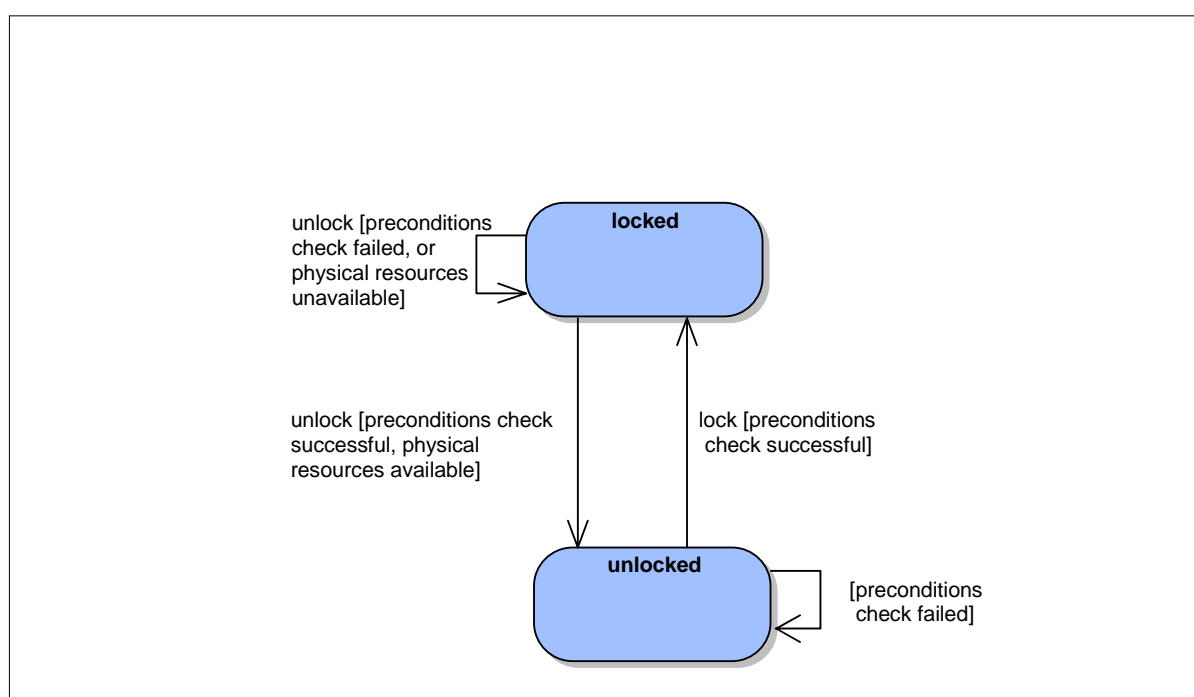 locked
unlock [preconditions
check failed, or
physical resources
unavailable]
unlock [preconditions check
successful, physical
resources available]
lock [preconditions
check successful]
unlocked
[preconditions
check failed]